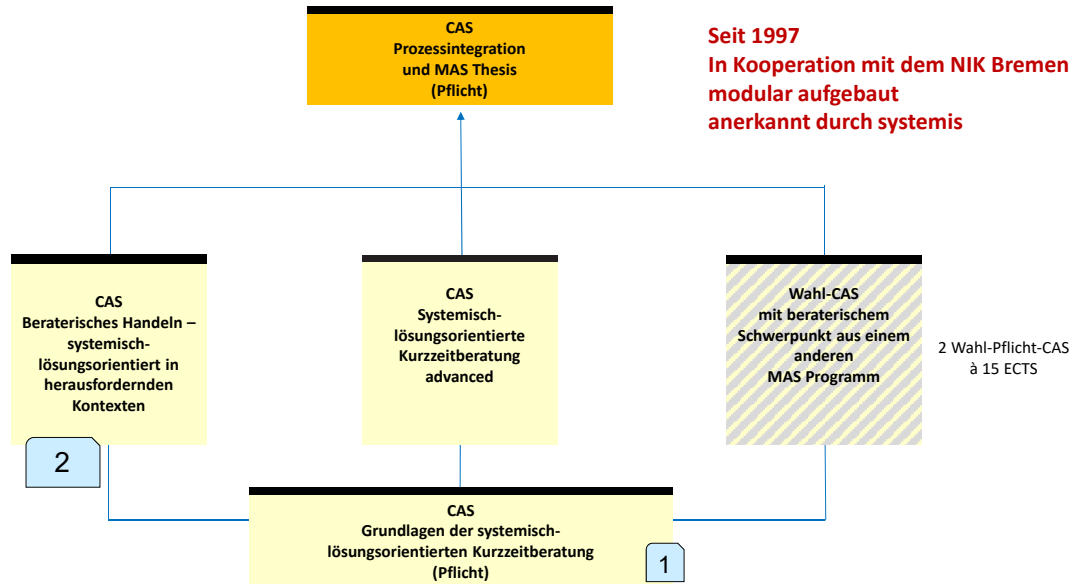 CAS
Prozessintegration
und MAS Thesis
(Pflicht)
Seit 1997
In Kooperation mit dem NIK Bremen
modular aufgebaut
anerkannt durch systemis
CAS
Beraterisches Handeln –
systemisch-
lösungsorientiert in
herausfordernden
Kontexten
2
CAS
Systemisch-
lösungsorientierte
Kurzzeitberatung
advanced
Wahl-CAS
mit beraterischem
Schwerpunkt aus einem
anderen
MAS Programm
2 Wahl-Pflicht-CAS
à 15 ECTS
CAS
Grundlagen der systemisch-
lösungsorientierten Kurzzeitberatung
(Pflicht)
1